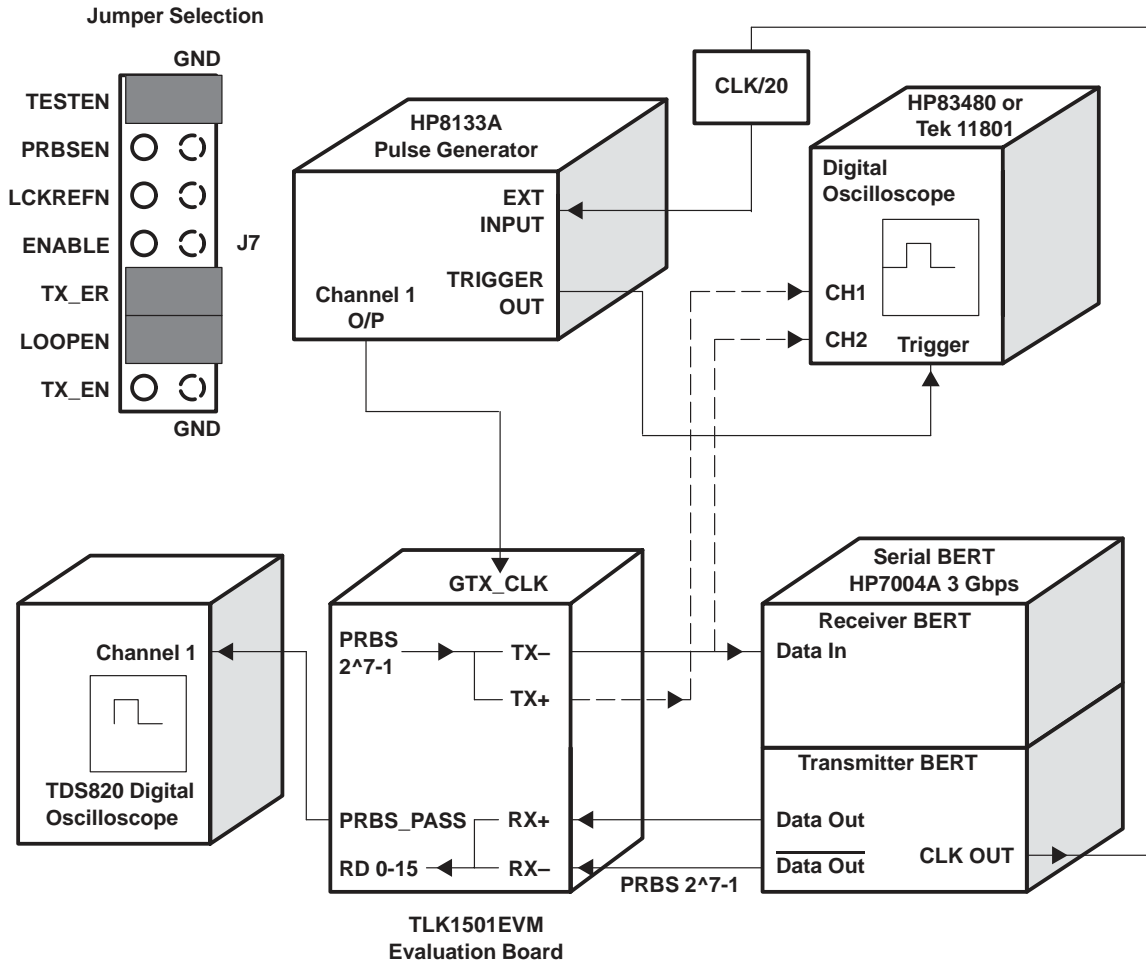 Jumper Selection
GND
TESTEN
PRBSEN
LCKREFN
ENABLE
J7
TX_ER
LOOPEN
TX_EN
GND
HP8133A
Pulse Generator
EXT
INPUT
TRIGGER
OUT
Channel 1
O/P
CLK/20
HP83480 or
Tek 11801
Digital
Oscilloscope
CH1
CH2
Trigger
Channel 1
TDS820 Digital
Oscilloscope
GTX_CLK
PRBS
2^7-1
TX–
TX+
PRBS_PASS
RX+
RD 0-15
RX–
TLK1501EVM
Evaluation Board
Serial BERT
HP7004A 3 Gbps
Receiver BERT
Data In
Transmitter BERT
Data Out
Data Out
CLK OUT
PRBS 2^7-1